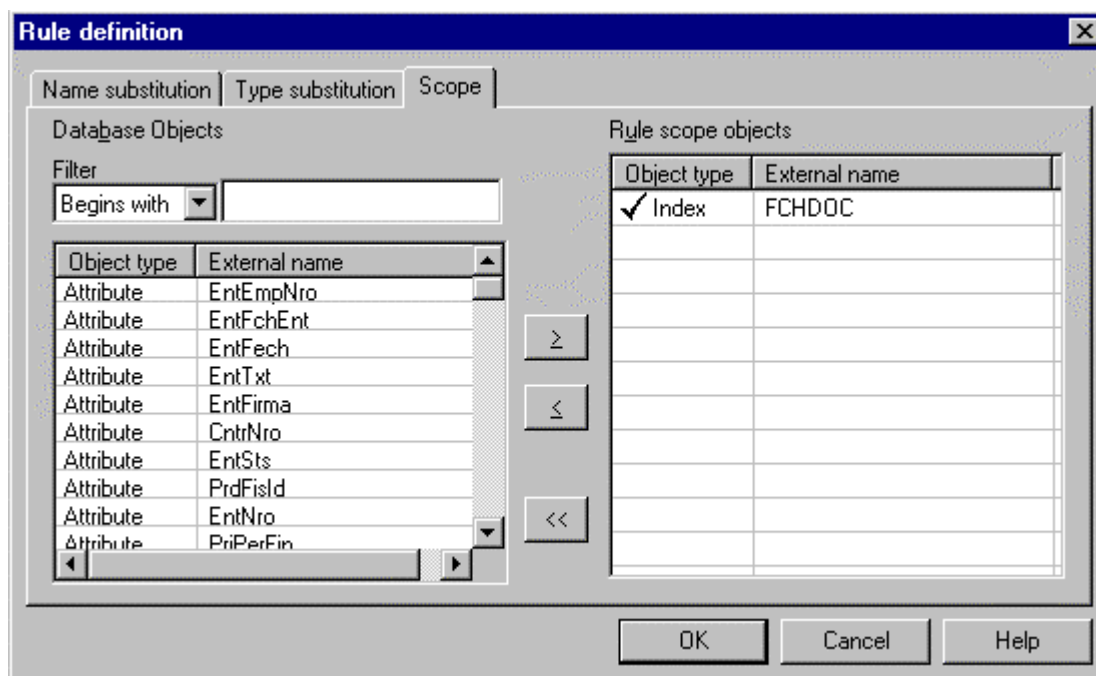 Rule definition
Name substitution Type substitution Scope
Database Objects
Filter
Begins with
Object type External name
Attribute EntEmpNro
Attribute EntFchEnt
Attribute EntFech
Attribute EntTxt
Attribute EntFirma
Attribute CntrNro
Attribute EntSts
Attribute PrdFisId
Attribute EntNro
Attribute PriPerFin
>
<
<<
Rule scope objects
Object type External name
Index FCHDOC
OK Cancel Help